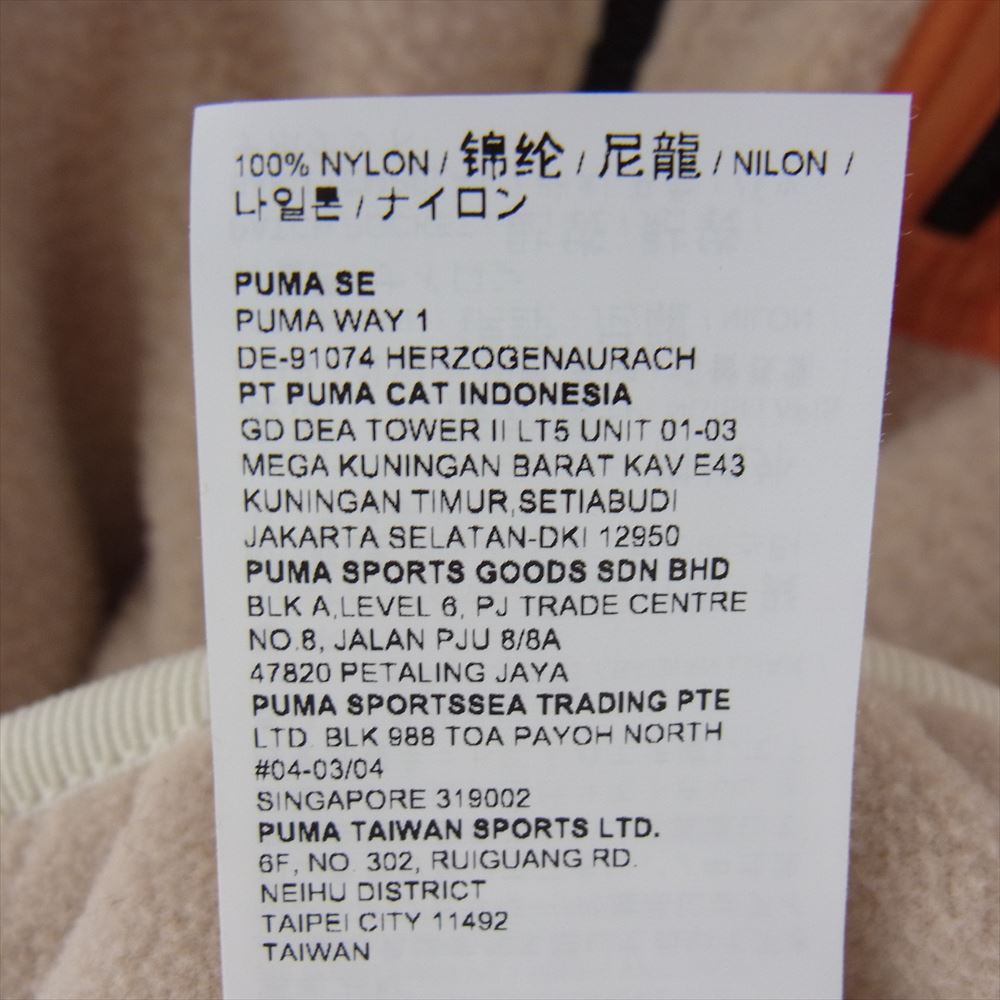 100% NYLON / 锦纶 / 尼龍 / NILON /
나일론 / ナイロン
PUMA SE
PUMA WAY 1
DE-91074 HERZOGENAURACH
PT PUMA CAT INDONESIA
GD DEA TOWER II LT5 UNIT 01-03
MEGA KUNINGAN BARAT KAV E43
KUNINGAN TIMUR,SETIABUDI
JAKARTA SELATAN-DKI 12950
PUMA SPORTS GOODS SDN BHD
BLK A,LEVEL 6, PJ TRADE CENTRE
NO.8, JALAN PJU 8/8A
47820 PETALING JAYA
PUMA SPORTSSEA TRADING PTE
LTD. BLK 988 TOA PAYOH NORTH
#04-03/04
SINGAPORE 319002
PUMA TAIWAN SPORTS LTD.
6F, NO. 302, RUIGUANG RD.
NEIHU DISTRICT
TAIPEI CITY 11492
TAIWAN